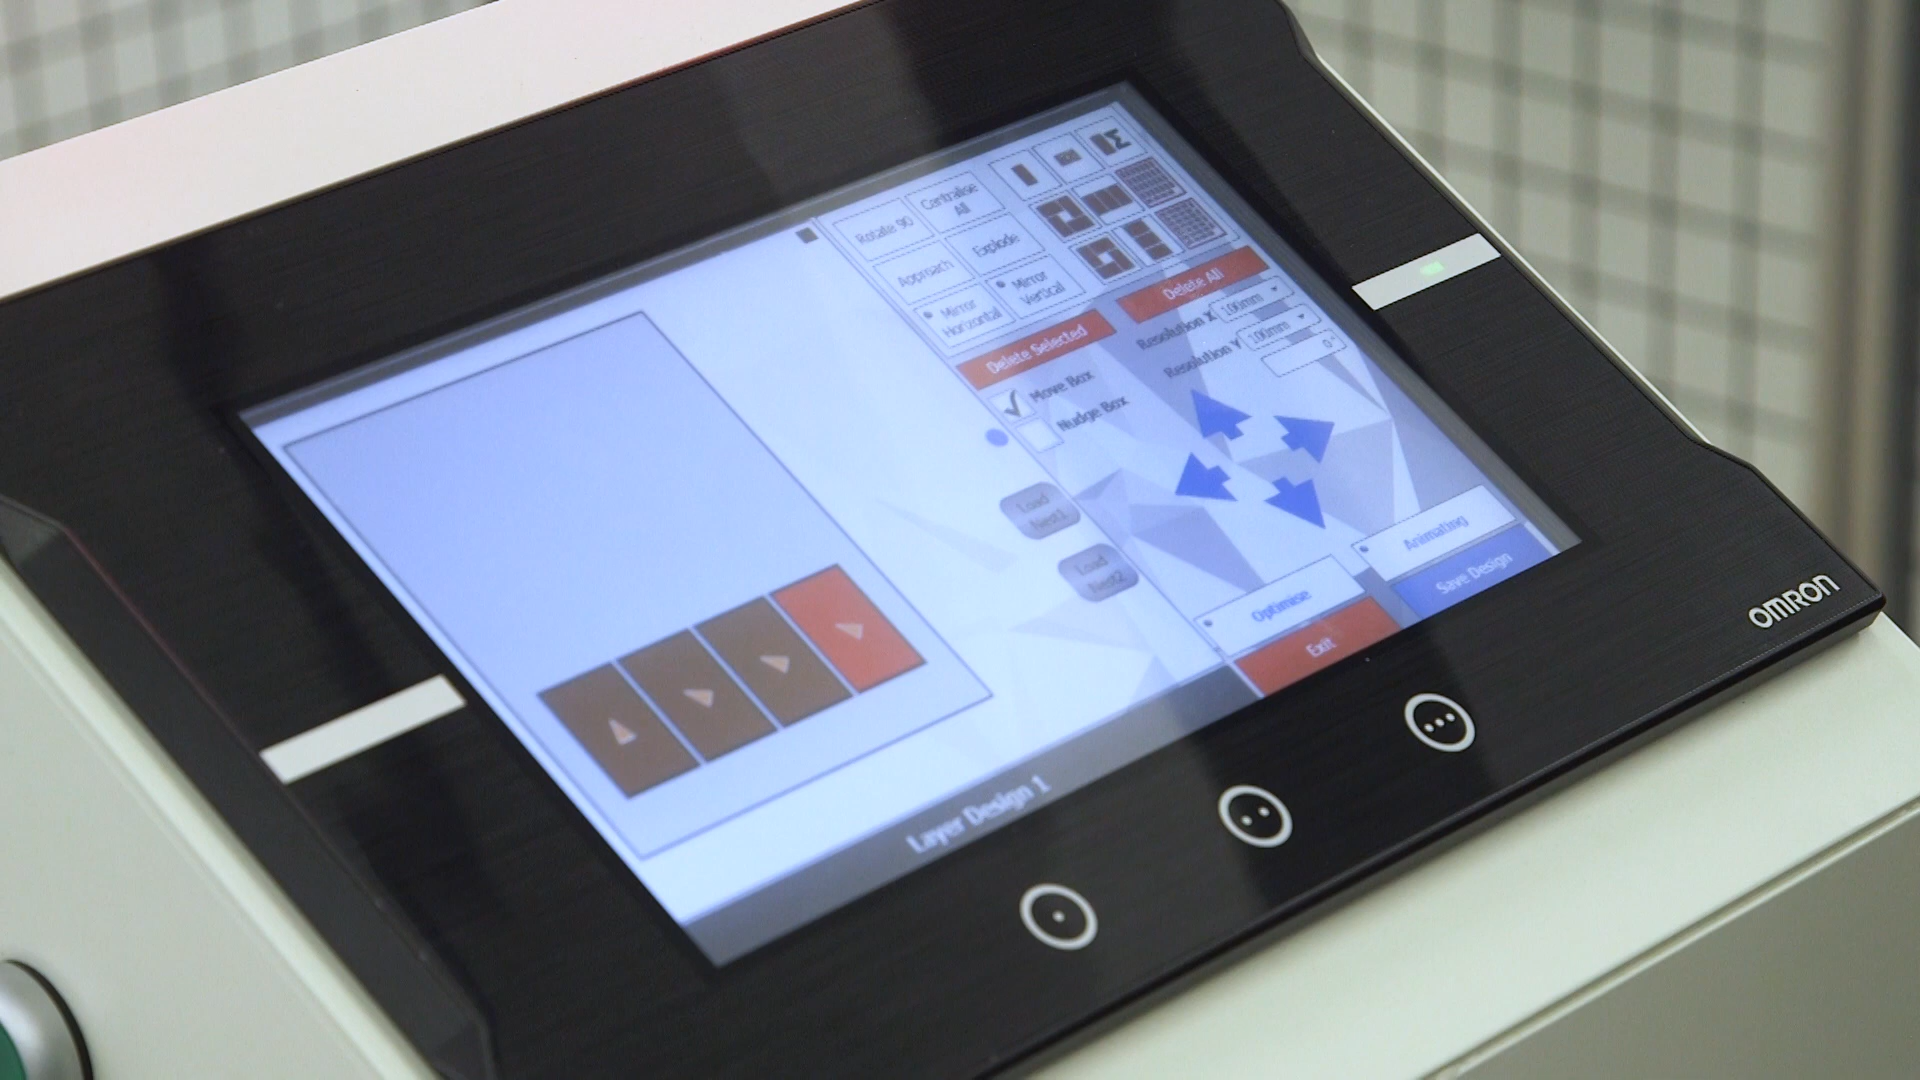 Rotate 90
Centralise
All
Approach
Explode
Mirror
Horizontal
Mirror
Vertical
Delete Selected
Delete All
Resolution X
100mm
Resolution Y
100mm
0°
Move Box
Nudge Box
Load
Nest1
Load
Nest2
Optimise
Animating
Exit
Save Design
Layer Design 1
OMRON